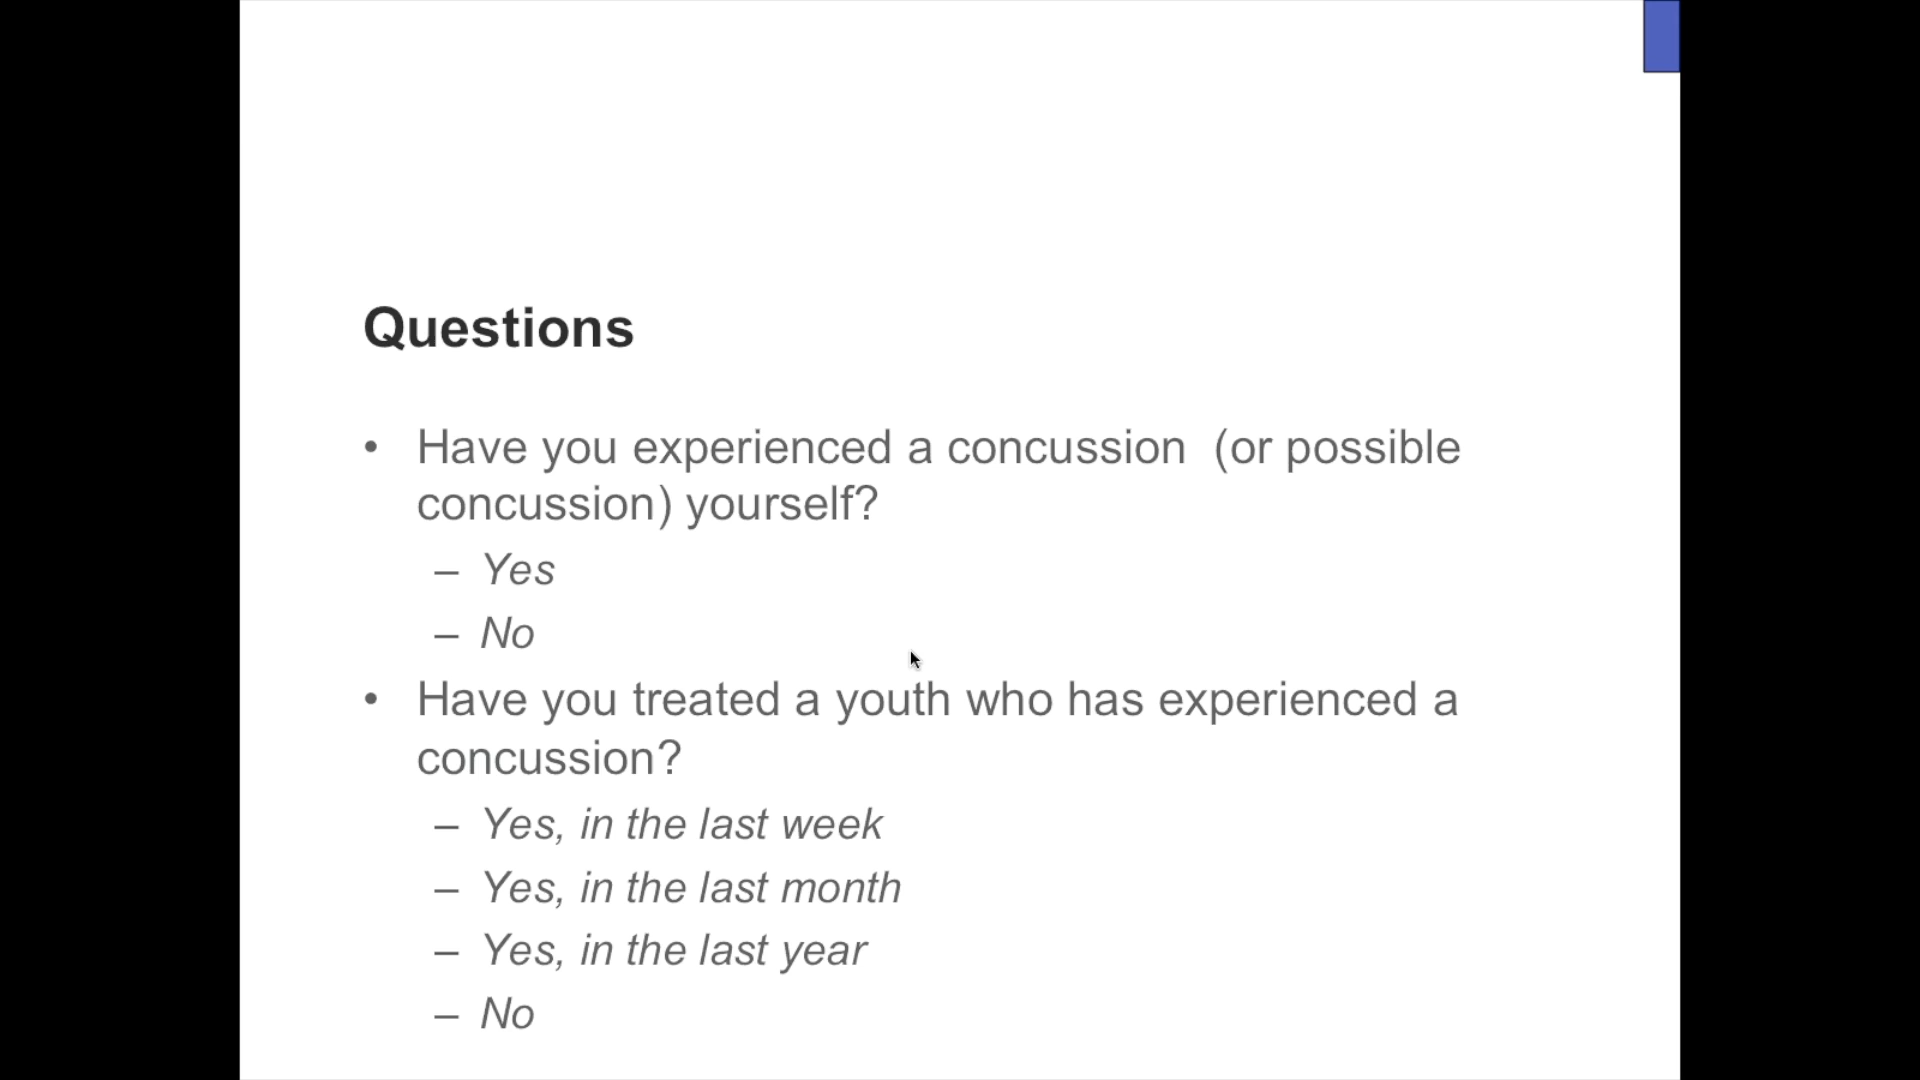 Questions
• Have you experienced a concussion  (or possible
concussion) yourself?
– Yes
– No
• Have you treated a youth who has experienced a
concussion?
– Yes, in the last week
– Yes, in the last month
– Yes, in the last year
– No